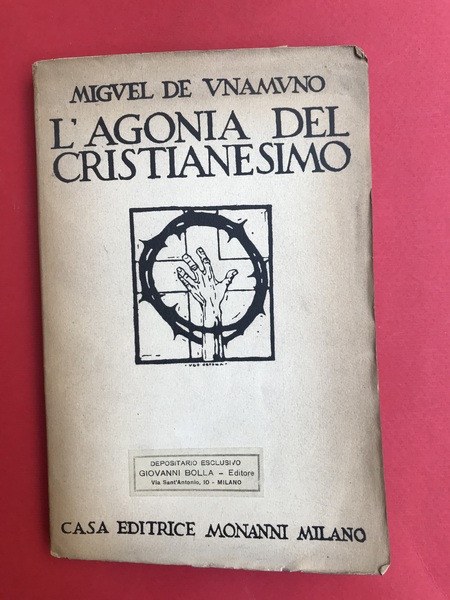 MIGVEL DE VNAMVNO
L'AGONIA DEL
CRISTIANESIMO
DEPOSITARIO ESCLUSIVO
GIOVANNI BOLLA - Editore
Via Sant'Antonio, 10 - MILANO
CASA EDITRICE MONANNI MILANO